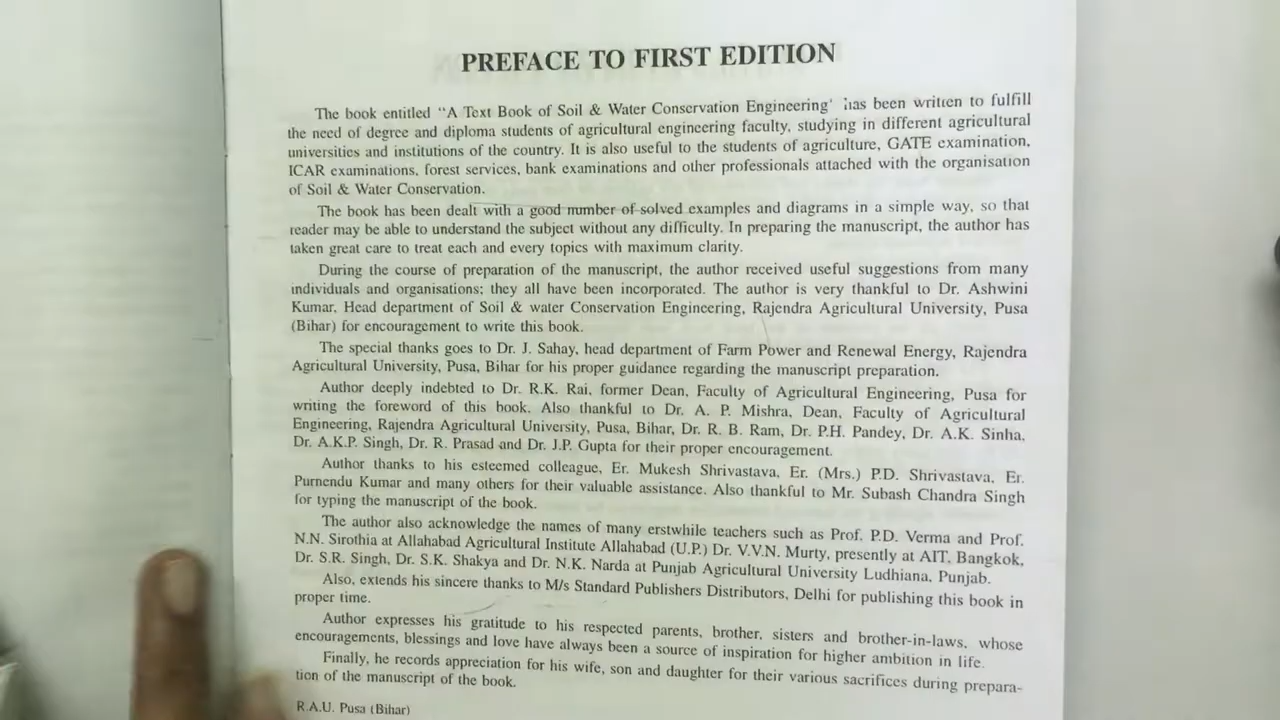 PREFACE TO FIRST EDITION
The book entitled "A Text Book of Soil & Water Conservation Engineering' has been written to fulfill
the need of degree and diploma students of agricultural engineering faculty, studying in different agricultural
universities and institutions of the country. It is also useful to the students of agriculture, GATE examination,
ICAR examinations, forest services, bank examinations and other professionals attached with the organisation
of Soil & Water Conservation.
The book has been dealt with a good number of solved examples and diagrams in a simple way, so that
reader may be able to understand the subject without any difficulty. In preparing the manuscript, the author has
taken great care to treat each and every topics with maximum clarity.
During the course of preparation of the manuscript, the author received useful suggestions from many
individuals and organisations; they all have been incorporated. The author is very thankful to Dr. Ashwini
Kumar, Head department of Soil & water Conservation Engineering, Rajendra Agricultural University, Pusa
(Bihar) for encouragement to write this book.
The special thanks goes to Dr. J. Sahay, head department of Farm Power and Renewal Energy, Rajendra
Agricultural University, Pusa, Bihar for his proper guidance regarding the manuscript preparation.
Author deeply indebted to Dr. R.K. Rai, former Dean, Faculty of Agricultural Engineering, Pusa for
writing the foreword of this book. Also thankful to Dr. A. P. Mishra, Dean, Faculty of Agricultural
Engineering, Rajendra Agricultural University, Pusa, Bihar, Dr. R. B. Ram, Dr. P.H. Pandey, Dr. A.K. Sinha,
Dr. A.K.P. Singh, Dr. R. Prasad and Dr. J.P. Gupta for their proper encouragement.
Author thanks to his esteemed colleague, Er. Mukesh Shrivastava, Er. (Mrs.) P.D. Shrivastava, Er.
Purnendu Kumar and many others for their valuable assistance. Also thankful to Mr. Subash Chandra Singh
for typing the manuscript of the book.
The author also acknowledge the names of many erstwhile teachers such as Prof. P.D. Verma and Prof.
N.N. Sirothia at Allahabad Agricultural Institute Allahabad (U.P.) Dr. V.V.N. Murty, presently at AIT, Bangkok,
Dr. S.R. Singh, Dr. S.K. Shakya and Dr. N.K. Narda at Punjab Agricultural University Ludhiana, Punjab.
Also, extends his sincere thanks to M/s Standard Publishers Distributors, Delhi for publishing this book in
proper time.
Author expresses his gratitude to his respected parents, brother, sisters and brother-in-laws, whose
encouragements, blessings and love have always been a source of inspiration for higher ambition in life.
Finally, he records appreciation for his wife, son and daughter for their various sacrifices during prepara-
tion of the manuscript of the book.
R.A.U. Pusa (Bihar)